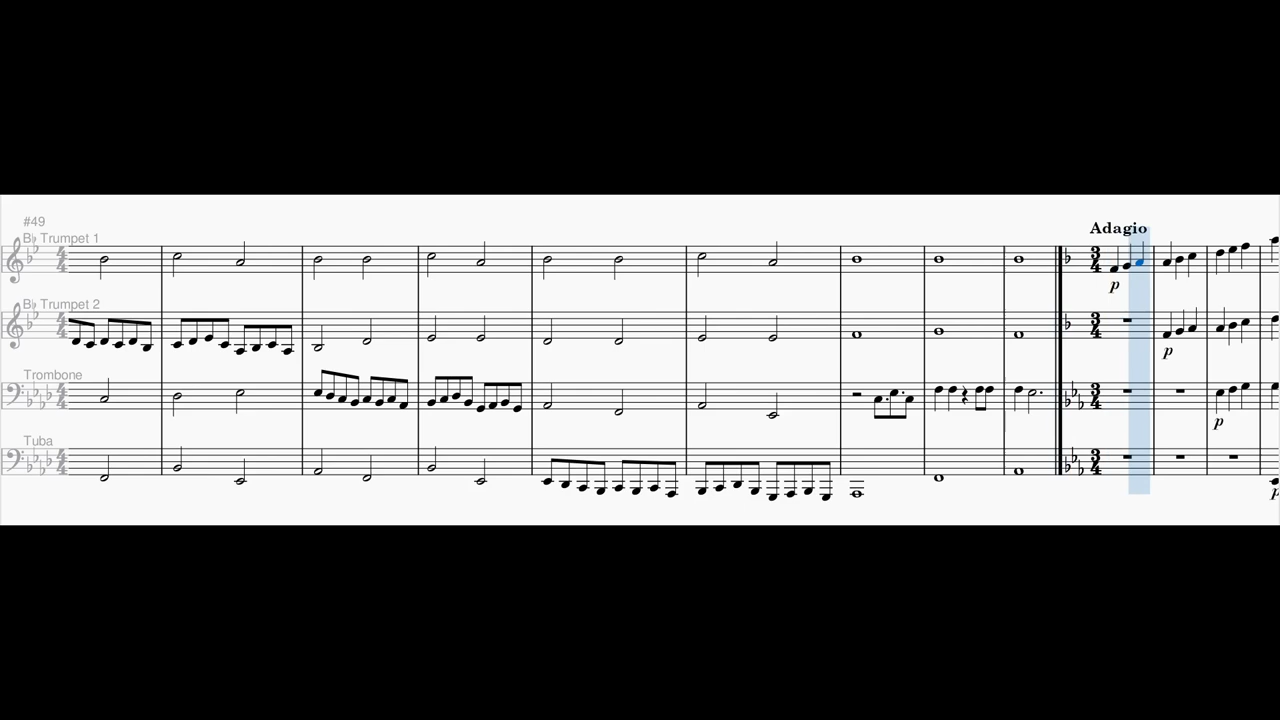 #49
B♭ Trumpet 1
Adagio
p
B♭ Trumpet 2
p
Trombone
p
Tuba
p